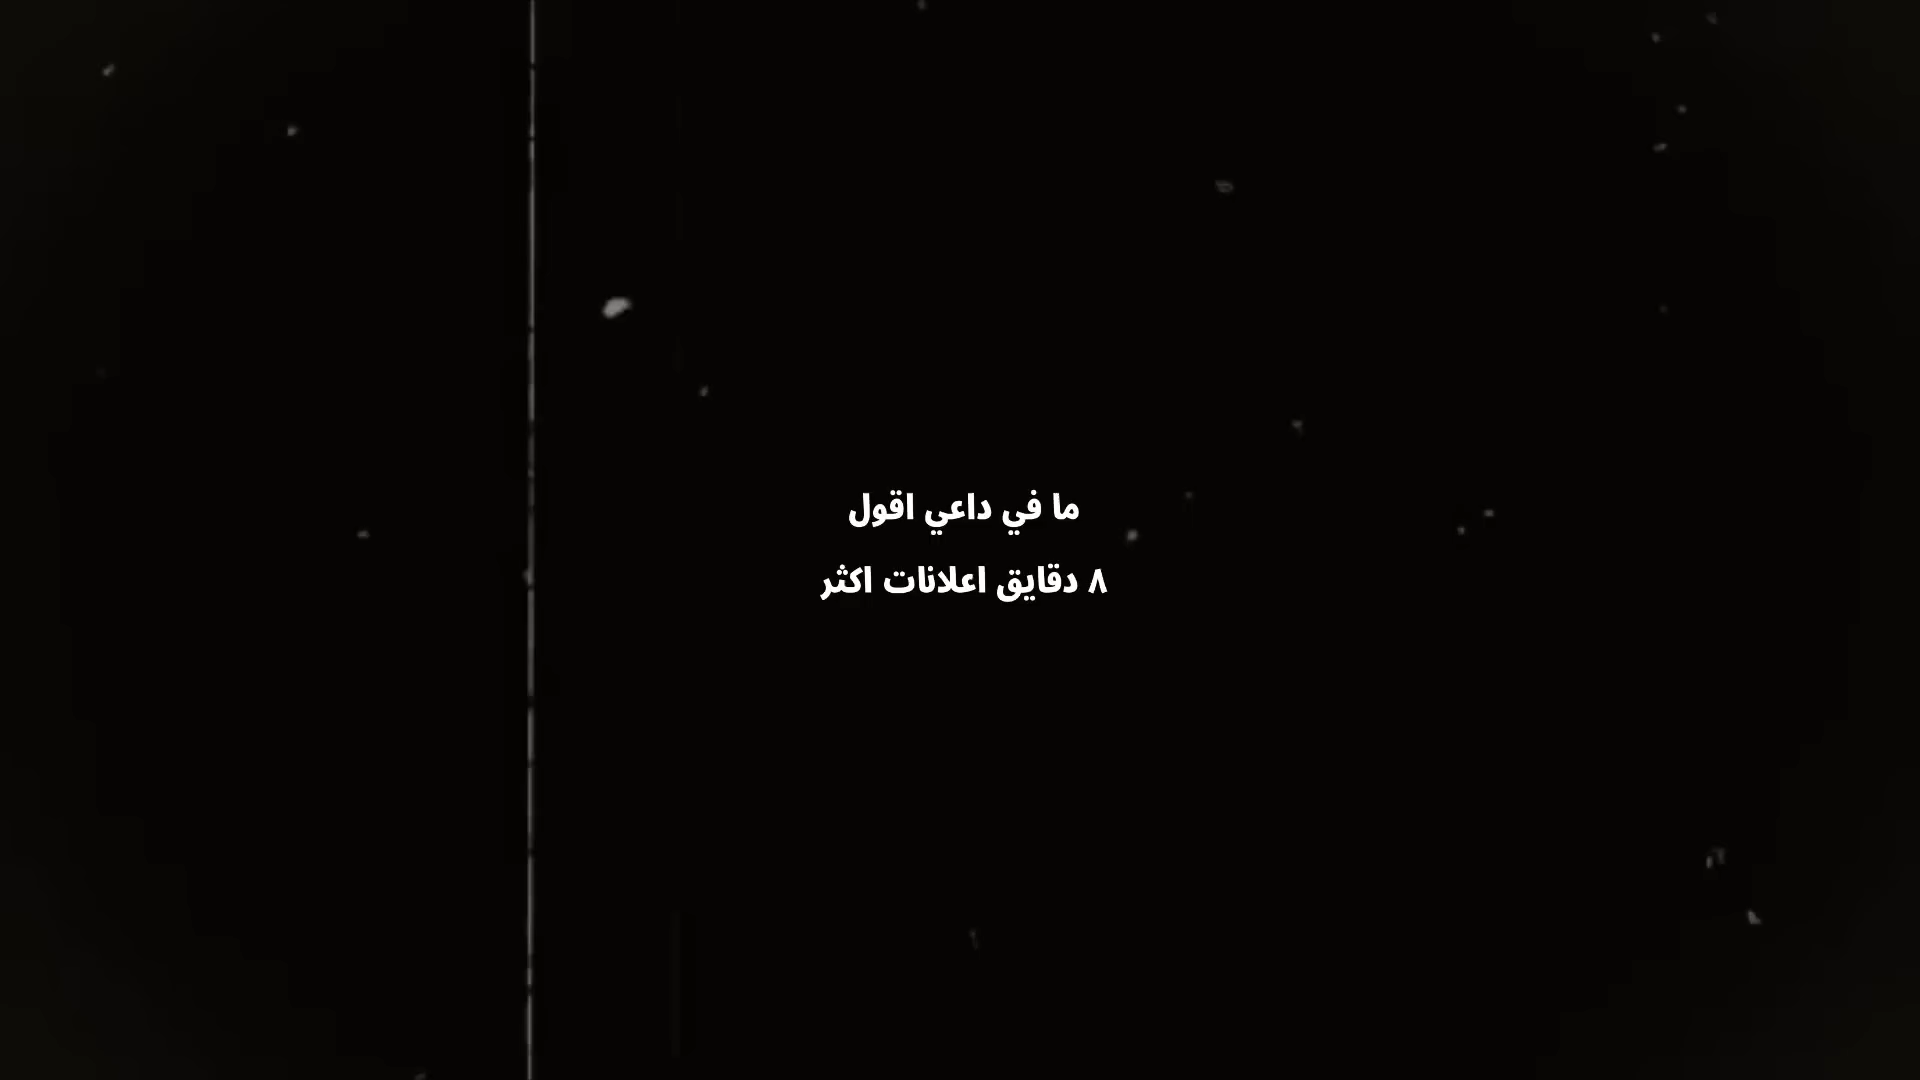 ما في داعي اقول
٨ دقايق اعلانات اكثر